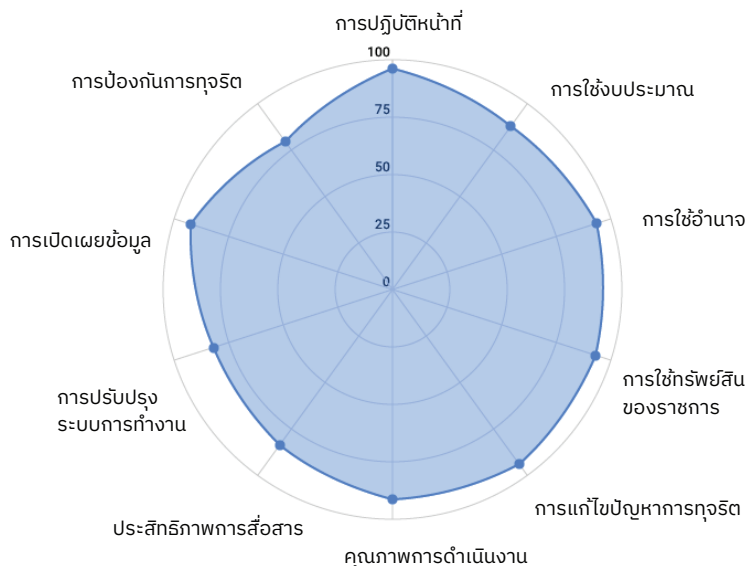 การปฏิบัติหน้าที่
100
การป้องกันการทุจริต
การใช้งบประมาณ
75
50
การใช้อำนาจ
การเปิดเผยข้อมูล
25
0
การใช้ทรัพย์สิน
ของราชการ
การปรับปรุง
ระบบการทำงาน
การแก้ไขปัญหาการทุจริต
ประสิทธิภาพการสื่อสาร
คุณภาพการดำเนินงาน